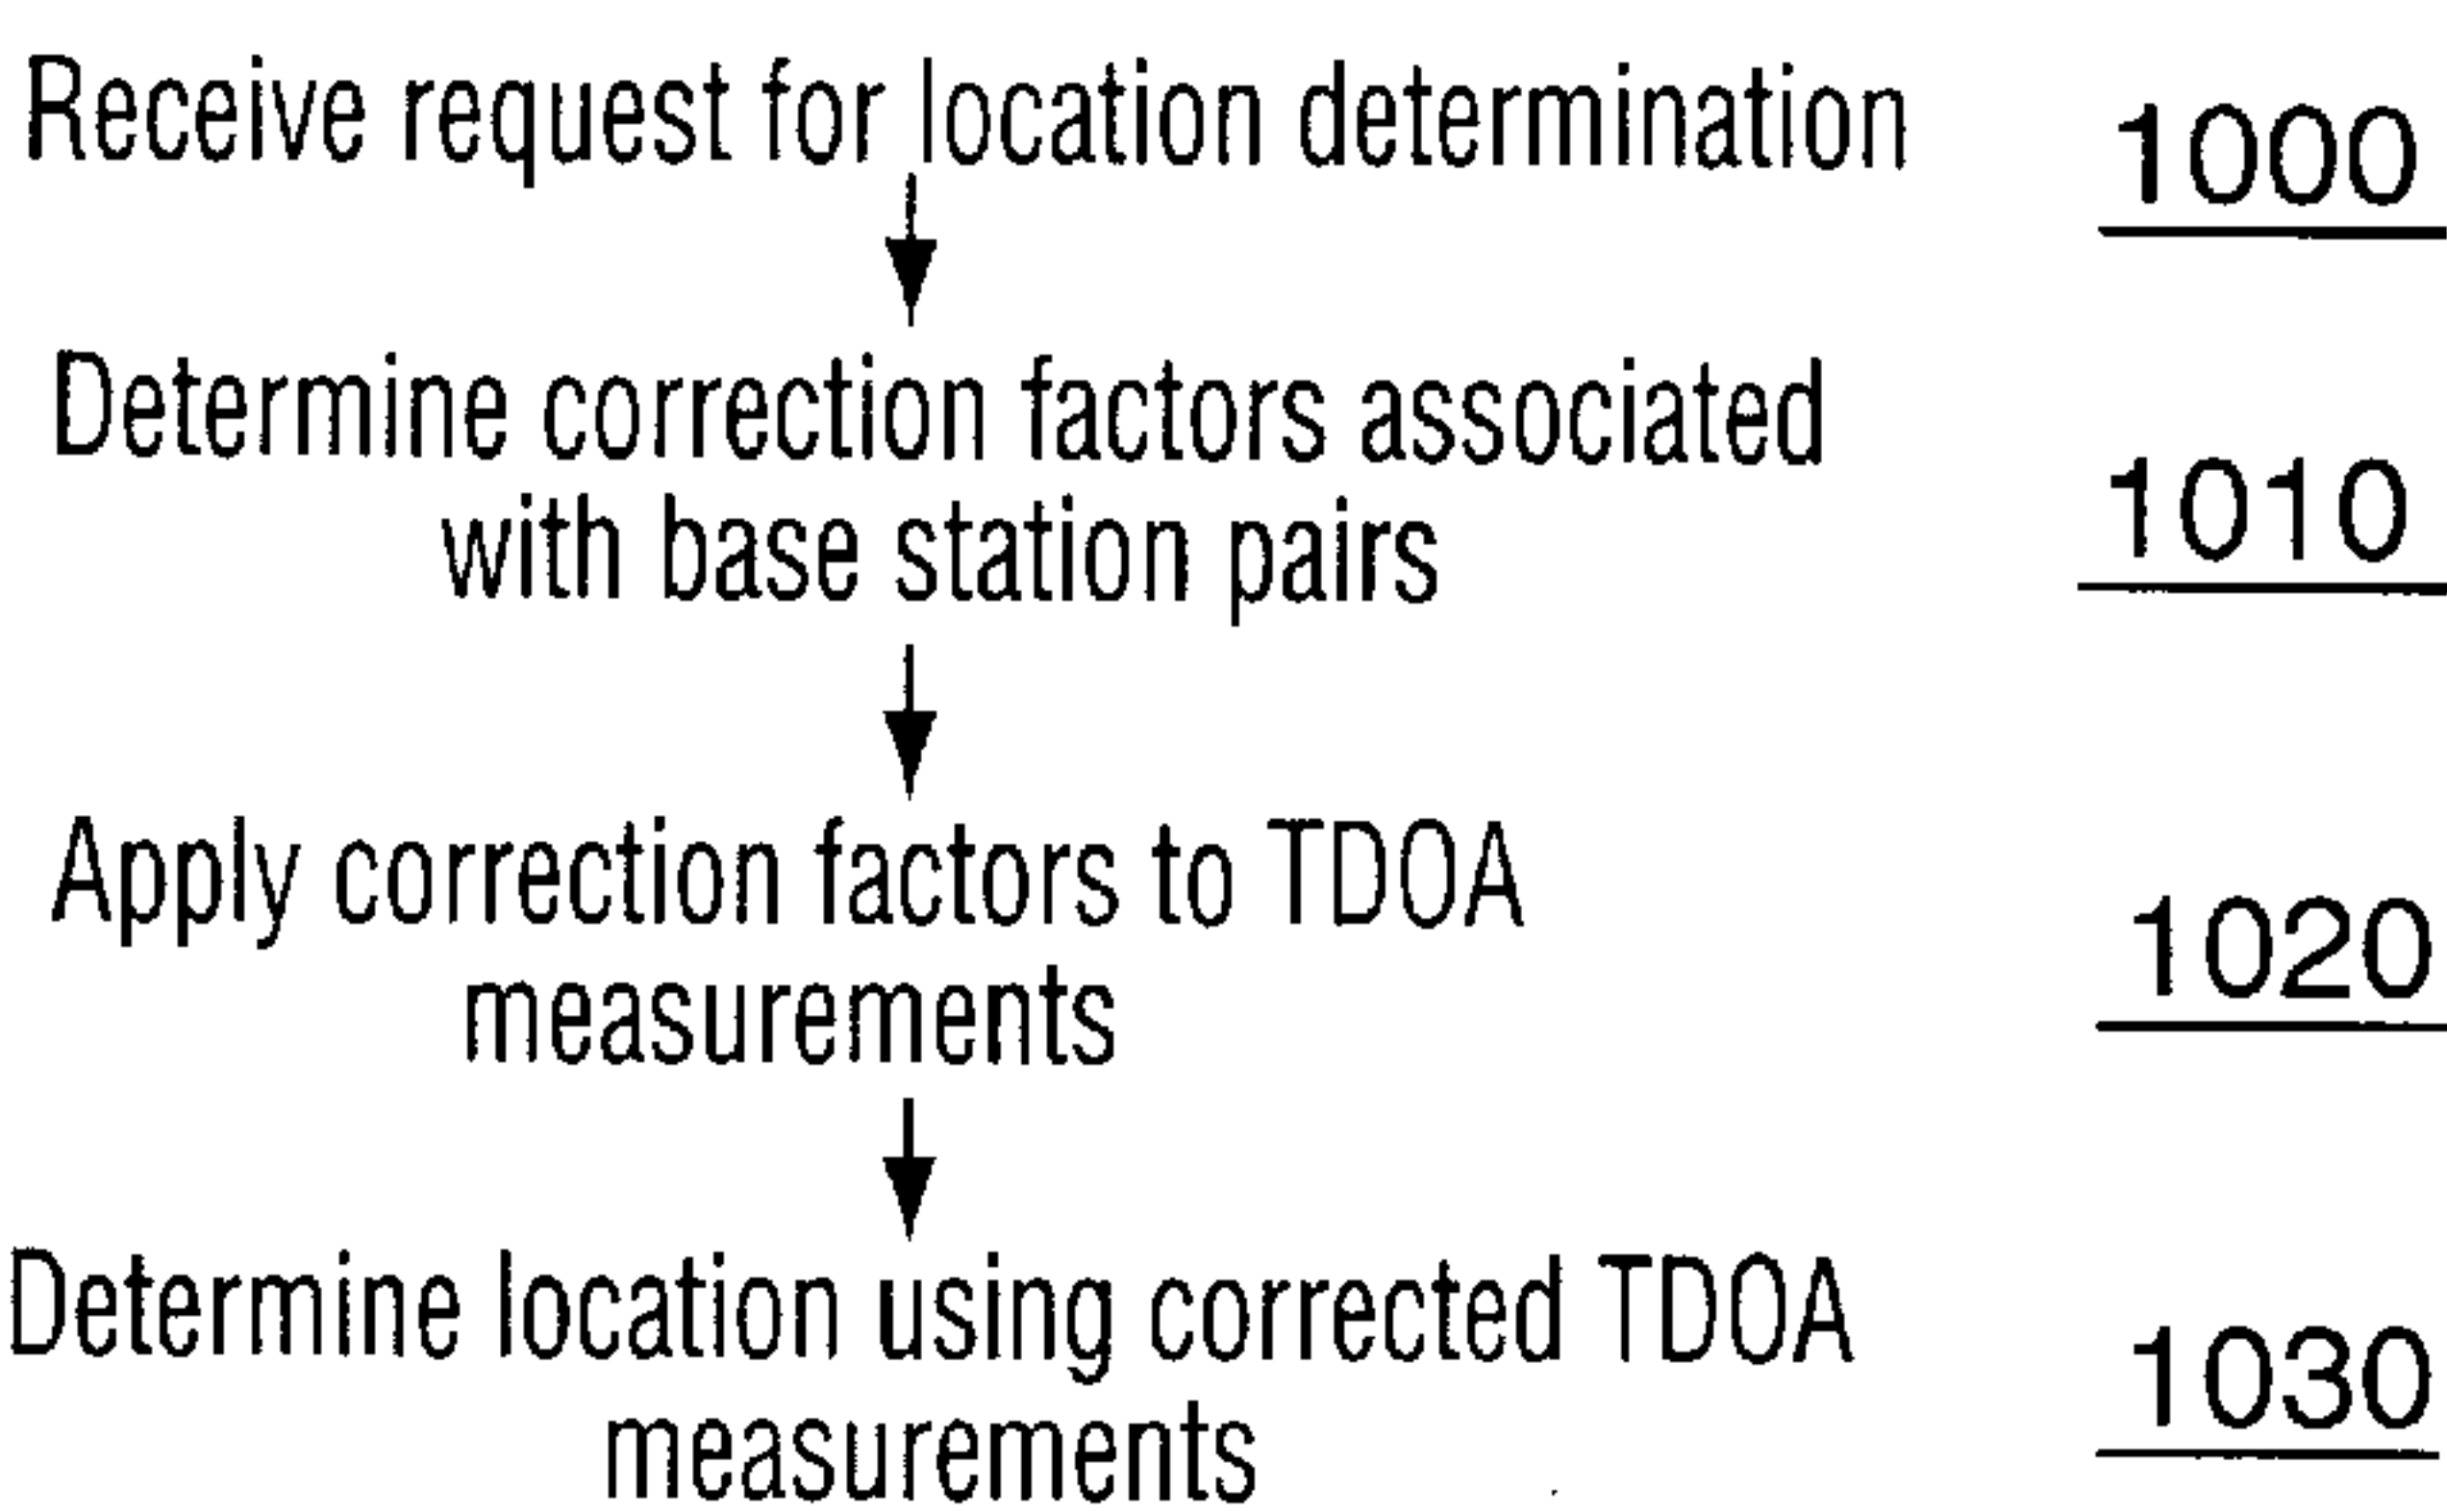 Receive request for location determination
1000
Determine correction factors associated
with base station pairs
1010
Apply correction factors to TDOA
measurements
1020
Determine location using corrected TDOA
measurements
1030